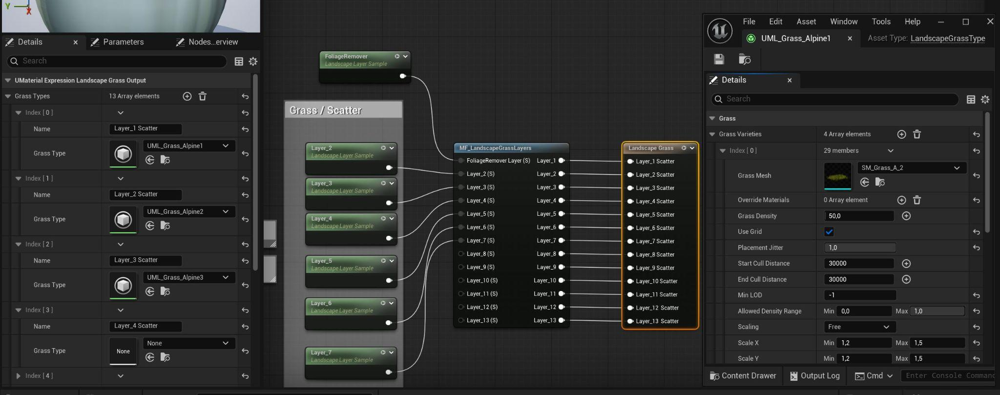 Y
X
Details
Parameters
Nodes...erview
Search
UMaterial Expression Landscape Grass Output
Grass Types 13 Array elements
Index [ 0 ]
Name Layer_1 Scatter
Grass Type UML_Grass_Alpine1
Index [ 1 ]
Name Layer_2 Scatter
Grass Type UML_Grass_Alpine2
Index [ 2 ]
Name Layer_3 Scatter
Grass Type UML_Grass_Alpine3
Index [ 3 ]
Name Layer_4 Scatter
Grass Type None None
Index [ 4 ]
FoliageRemover
Landscape Layer Sample
Grass / Scatter
Layer_2
Landscape Layer Sample
Layer_3
Landscape Layer Sample
Layer_4
Landscape Layer Sample
Layer_5
Landscape Layer Sample
Layer_6
Landscape Layer Sample
Layer_7
Landscape Layer Sample
MF_LandscapeGrassLayers
FoliageRemover Layer (S) Layer_1
Layer_2 (S) Layer_2
Layer_3 (S) Layer_3
Layer_4 (S) Layer_4
Layer_5 (S) Layer_5
Layer_6 (S) Layer_6
Layer_7 (S) Layer_7
Layer_8 (S) Layer_8
Layer_9 (S) Layer_9
Layer_10 (S) Layer_10
Layer_11 (S) Layer_11
Layer_12 (S) Layer_12
Layer_13 (S) Layer_13
Landscape Grass
Layer_1 Scatter
Layer_2 Scatter
Layer_3 Scatter
Layer_4 Scatter
Layer_5 Scatter
Layer_6 Scatter
Layer_7 Scatter
Layer_8 Scatter
Layer_9 Scatter
Layer_10 Scatter
Layer_11 Scatter
Layer_12 Scatter
Layer_13 Scatter
File Edit Asset Window Tools Help
UML_Grass_Alpine1 Asset Type: LandscapeGrassType
Details
Search
Grass
Grass Varieties 4 Array elements
Index [ 0 ] 29 members
Grass Mesh SM_Grass_A_2
Override Materials 0 Array element
Grass Density 50,0
Use Grid
Placement Jitter 1,0
Start Cull Distance 30000
End Cull Distance 30000
Min LOD -1
Allowed Density Range Min 0,0 Max 1,0
Scaling Free
Scale X Min 1,2 Max 1,5
Scale Y Min 1,2 Max 1,5
Content Drawer Output Log Cmd Enter Console Command